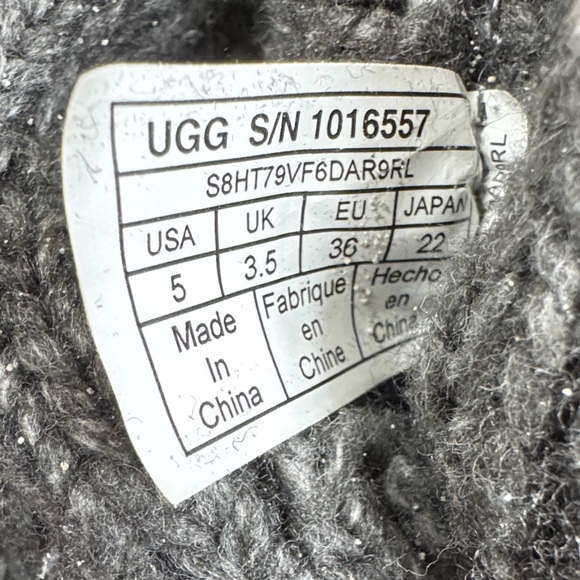 UGG S/N 1016557
S8HT79VF6DAR9RL
USA UK EU JAPAN
5 3.5 36 22
Made In China
Fabrique en Chine
Hecho en China